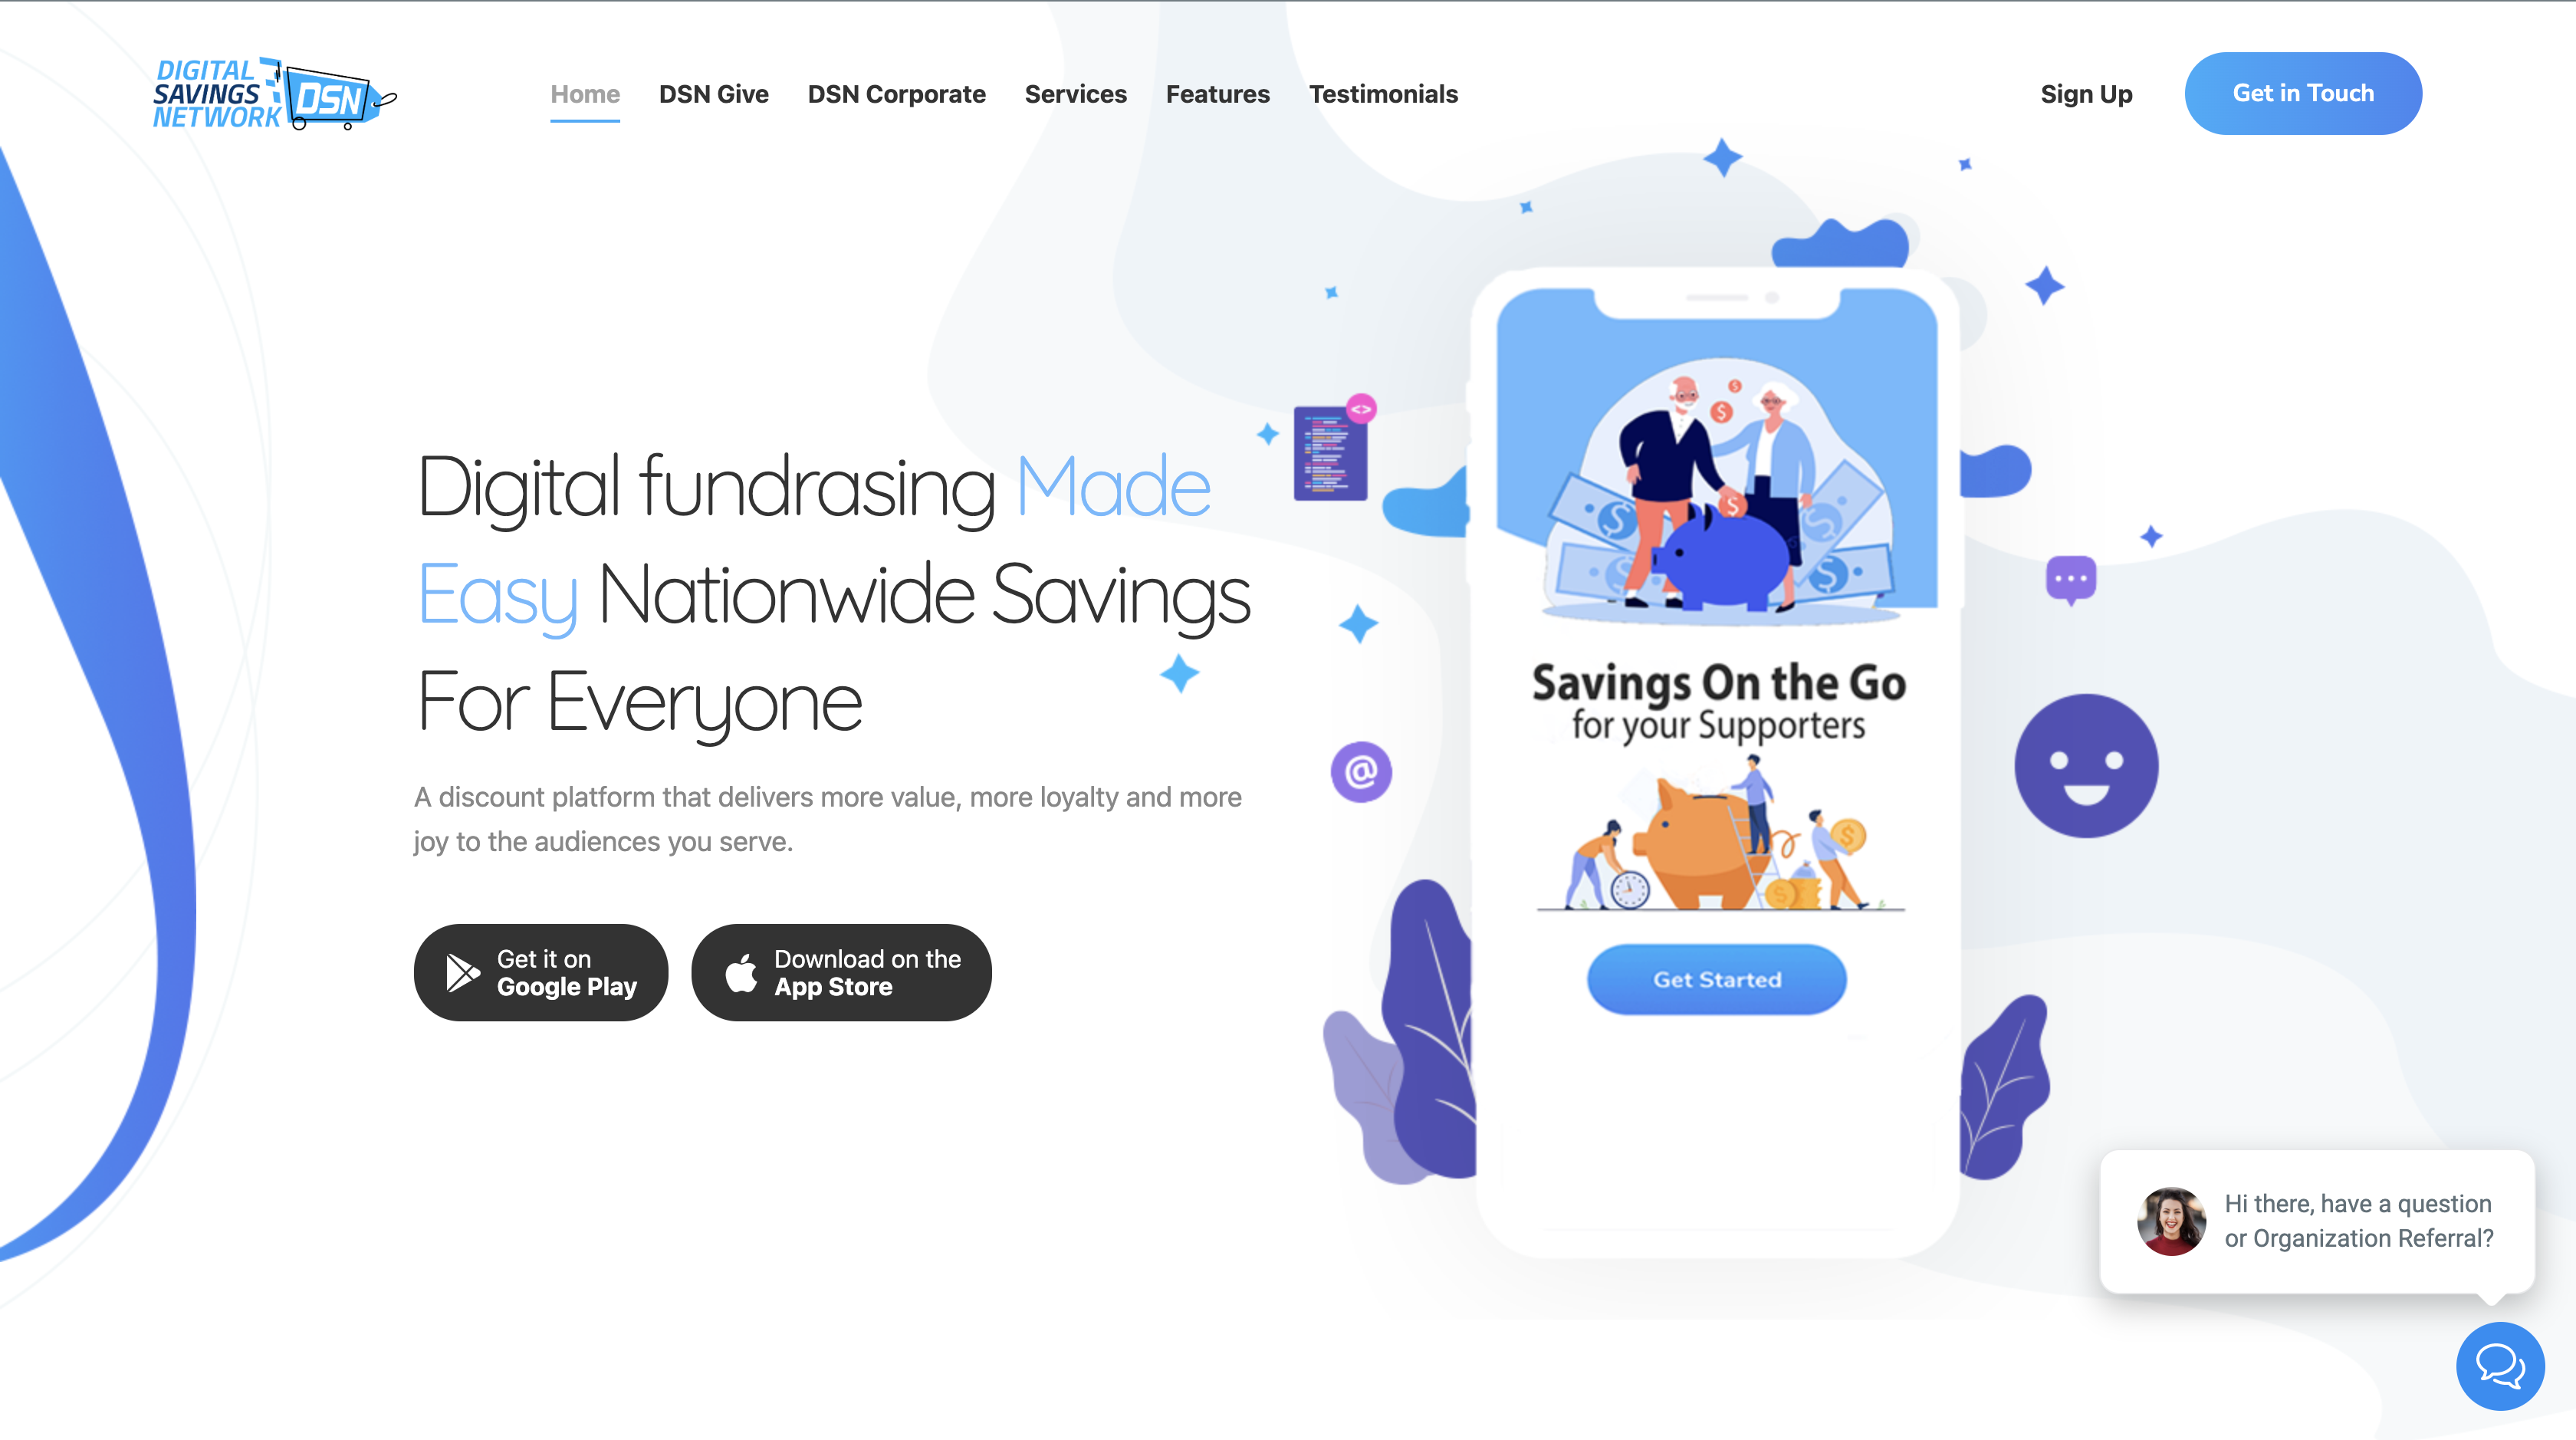 DIGITAL
SAVINGS
NETWORK
DSN
Home DSN Give DSN Corporate Services Features Testimonials
Sign Up Get in Touch
Digital fundrasing Made
Easy Nationwide Savings
For Everyone
A discount platform that delivers more value, more loyalty and more
joy to the audiences you serve.
Get it on
Google Play
Download on the
App Store
<>
@
Savings On the Go
for your Supporters
Get Started
Hi there, have a question
or Organization Referral?